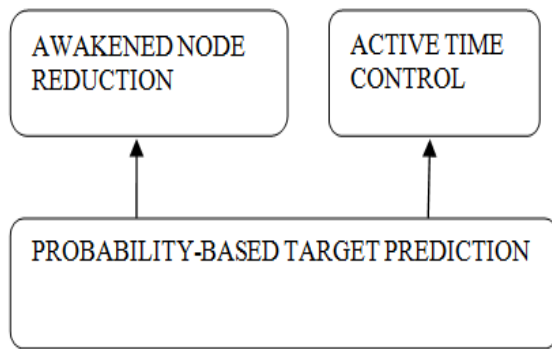 AWAKENED NODE
REDUCTION
ACTIVE TIME
CONTROL
PROBABILITY-BASED TARGET PREDICTION